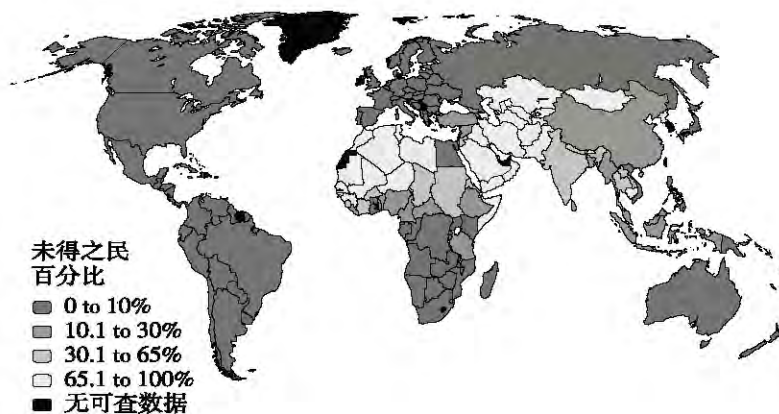 未得之民
百分比
0 to 10%
10.1 to 30%
30.1 to 65%
65.1 to 100%
无可查数据